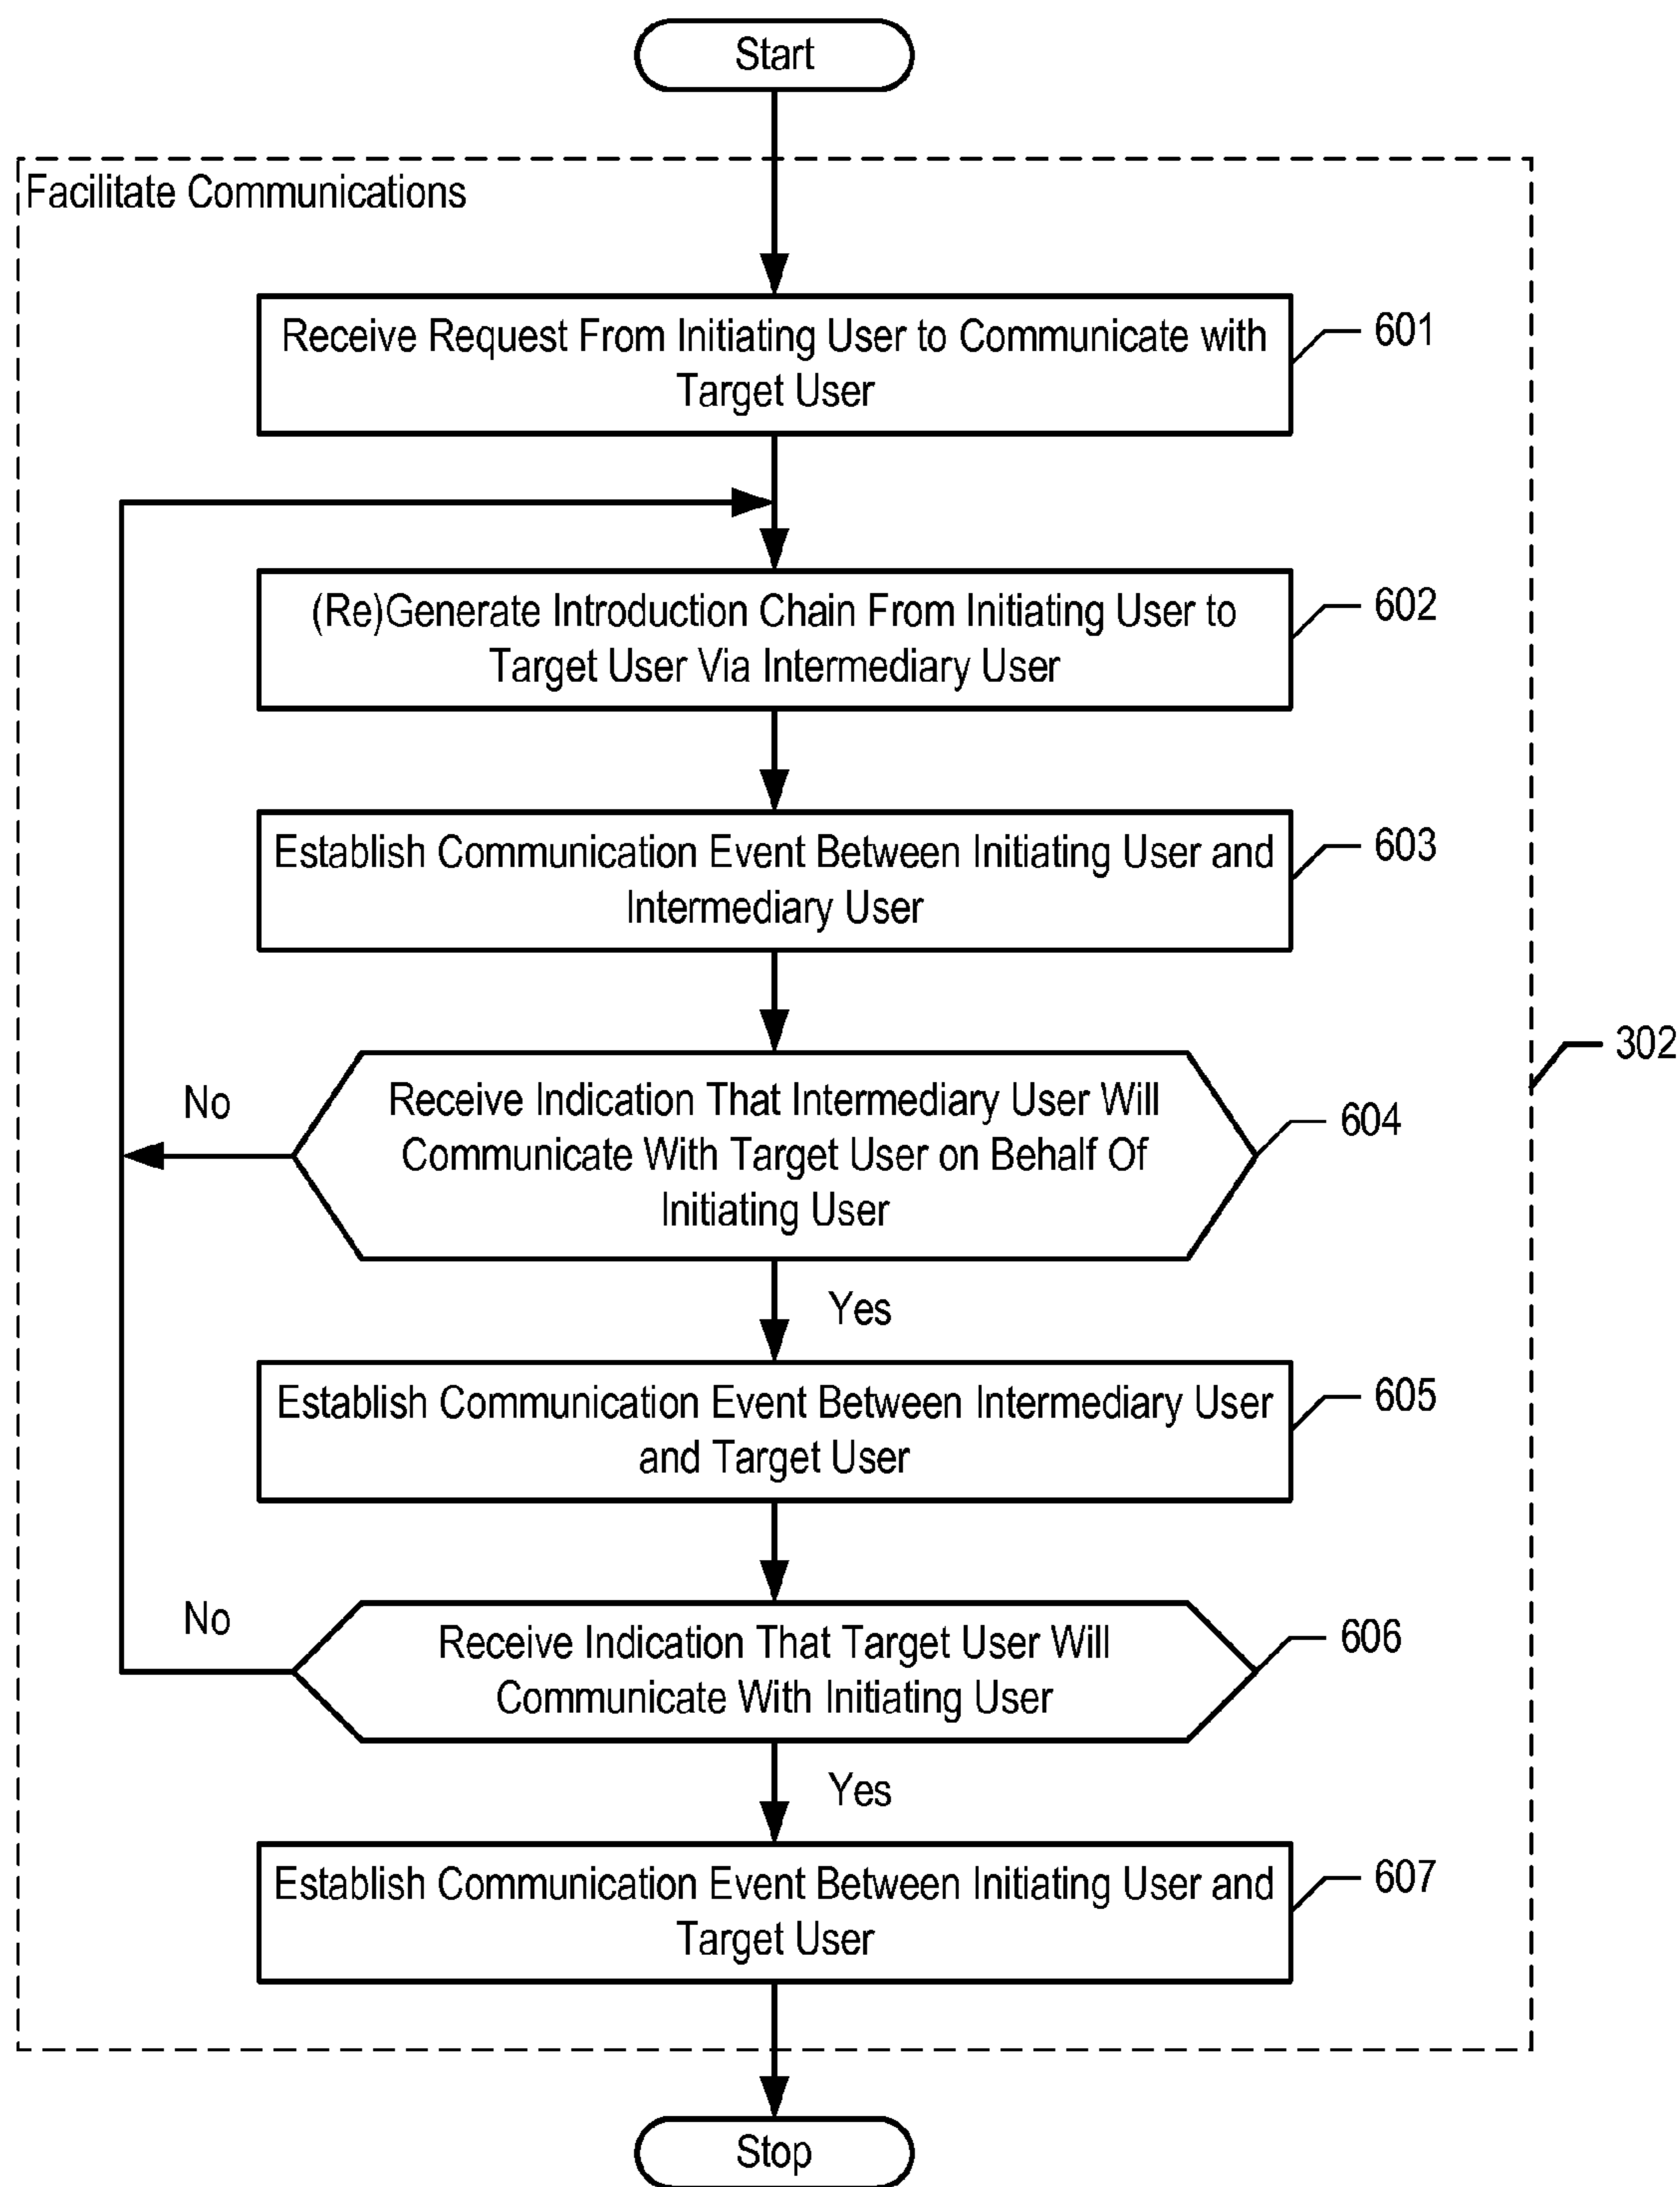 Start
Facilitate Communications
Receive Request From Initiating User to Communicate with
Target User
601
(Re)Generate Introduction Chain From Initiating User to
Target User Via Intermediary User
602
Establish Communication Event Between Initiating User and
Intermediary User
603
302
No
Receive Indication That Intermediary User Will
Communicate With Target User on Behalf Of
Initiating User
604
Yes
Establish Communication Event Between Intermediary User
and Target User
605
No
Receive Indication That Target User Will
Communicate With Initiating User
606
Yes
Establish Communication Event Between Initiating User and
Target User
607
Stop